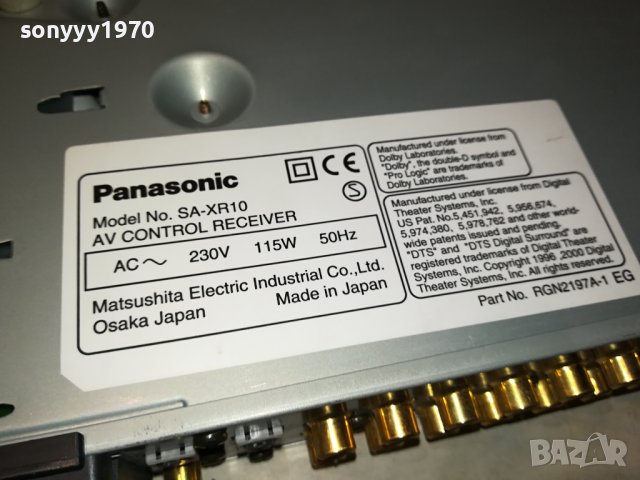 sonyyy1970
Panasonic
CE
Model No. SA-XR10
S
AV CONTROL RECEIVER
AC～ 230V 115W 50Hz
Matsushita Electric Industrial Co.,Ltd.
Osaka Japan Made in Japan
Manufactured under license from
Dolby Laboratories.
"Dolby", the double-D symbol and
"Pro Logic" are trademarks of
Dolby Laboratories.
Manufactured under license from Digital
Theater Systems, Inc.
US Pat. No.5,451,942, 5,956,674,
5,974,380, 5,978,762 and other world-
wide patents issued and pending.
"DTS" and "DTS Digital Surround" are
registered trademarks of Digital Theater
Systems, Inc. Copyright 1996, 2000 Digital
Theater Systems, Inc. All rights reserved.
Part No. RGN2197A-1 EG
BAZAR